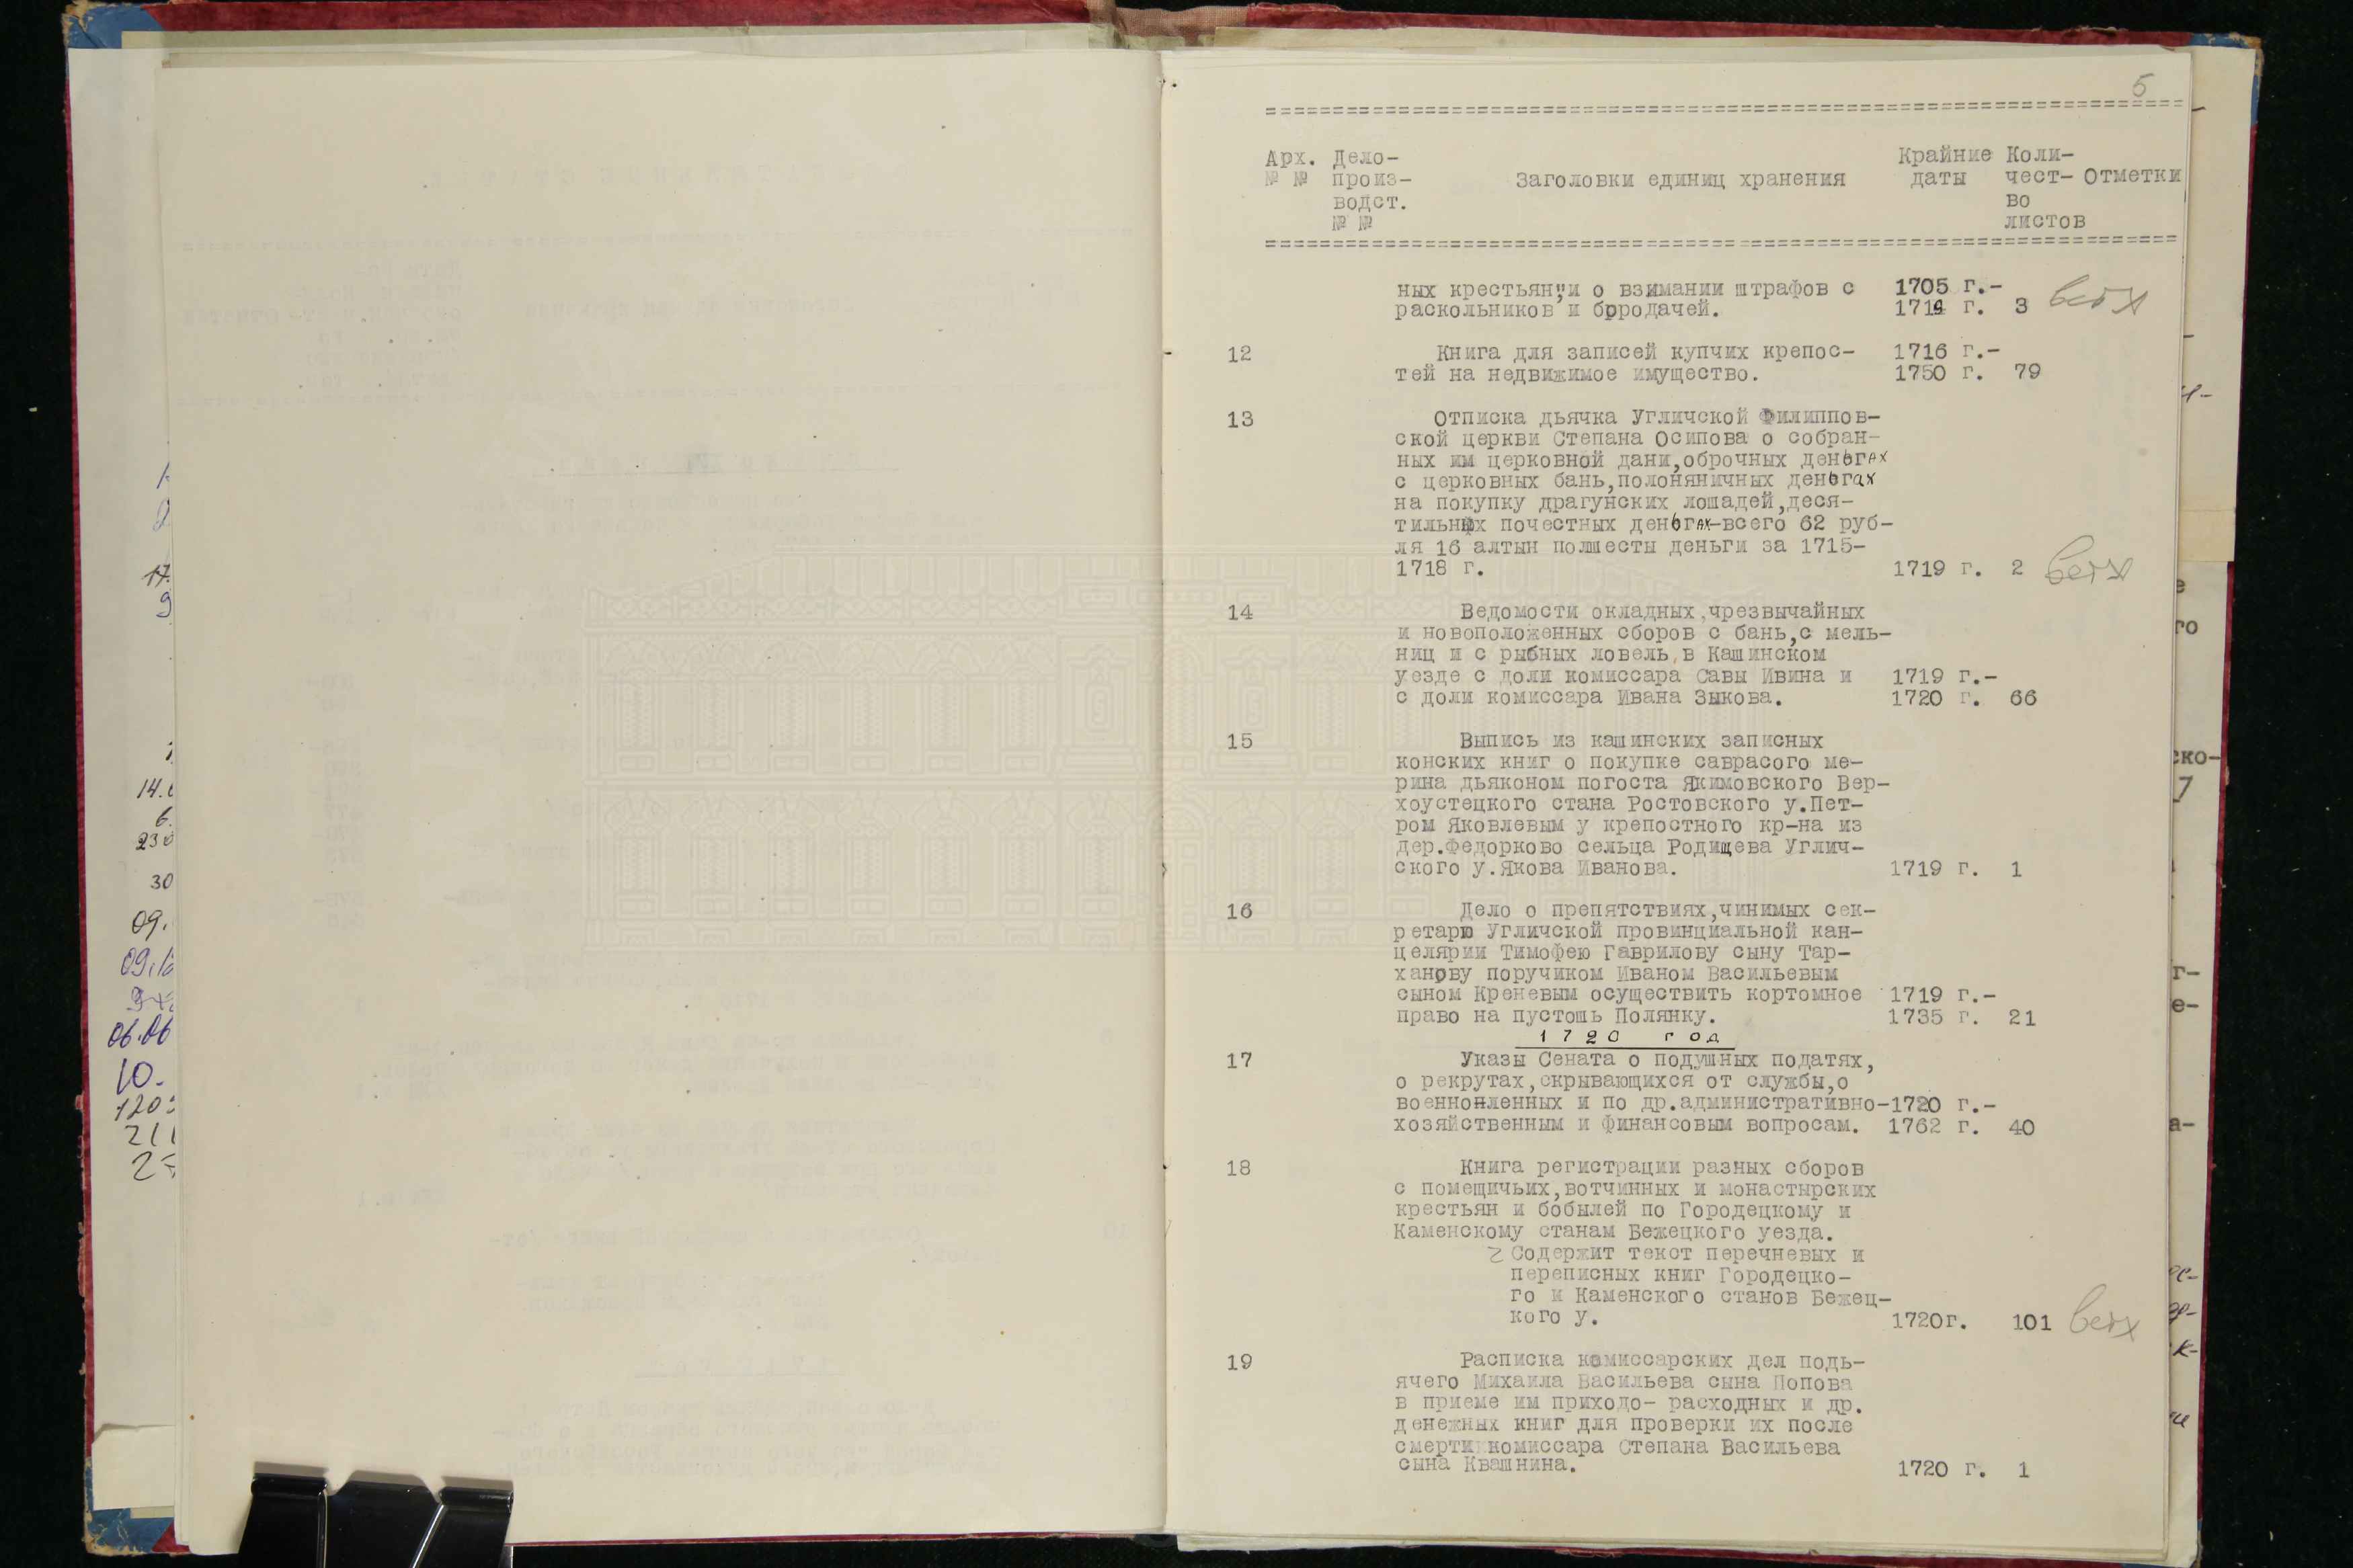 5
Арх. Дело- Крайние Коли-
№ № произ- Заголовки единиц хранения даты чест- Отметки
водст. во
№ № листов
ных крестьян, и о взимании штрафов с 1705 г.-
раскольников и бородачей. г. 3 ветх
12 Книга для записей купчих крепос- 1716 г.-
тей на недвижимое имущество. 1750 г. 79
13 Отписка дьячка Угличской Филиппов-
ской церкви Степана Осипова о собран-
ных им церковной дани,оброчных деньгах
с церковных бань,полоняничных деньгах
на покупку драгунских лошадей,деся-
тильных почестных деньгах-всего 62 руб-
ля 16 алтын полшесты деньги за 1715-
1718 г. 1719 г. 2 ветх
14 Ведомости окладных,чрезвычайных
и новоположенных сборов с бань,с мель-
ниц и с рыбных ловель в Кашинском
уезде с доли комиссара Савы Ивина и 1719 г.-
с доли комиссара Ивана Зыкова. 1720 г. 66
15 Выпись из кашинских записных
конских книг о покупке саврасого ме-
рина дьяконом погоста Якимовского Вер-
хоустецкого стана Ростовского у.Пет-
ром Яковлевым у крепостного кр-на из
дер.Федорково сельца Родищева Углич-
ского у.Якова Иванова. 1719 г. 1
16 Дело о препятствиях,чинимых сек-
ретарю Угличской провинциальной кан-
целярии Тимофею Гаврилову сыну Тар-
ханову поручиком Иваном Васильевым
сыном Креневым осуществить кортомное 1719 г.-
право на пустошь Полянку. 1735 г. 21
1720 год
17 Указы Сената о подушных податях,
о рекрутах,скрывающихся от службы,о
военнопленных и по др.административно-1720 г.-
хозяйственным и финансовым вопросам. 1762 г. 40
18 Книга регистрации разных сборов
с помещичьих,вотчинных и монастырских
крестьян и бобылей по Городецкому и
Каменскому станам Бежецкого уезда.
Содержит текст перечневых и
переписных книг Городецко-
го и Каменского станов Бежец-
кого у. 1720г. 101 ветх
19 Расписка комиссарских дел подь-
ячего Михаила Васильева сына Попова
в приеме им приходо- расходных и др.
денежных книг для проверки их после
смерти комиссара Степана Васильева
сына Квашнина. 1720 г. 1